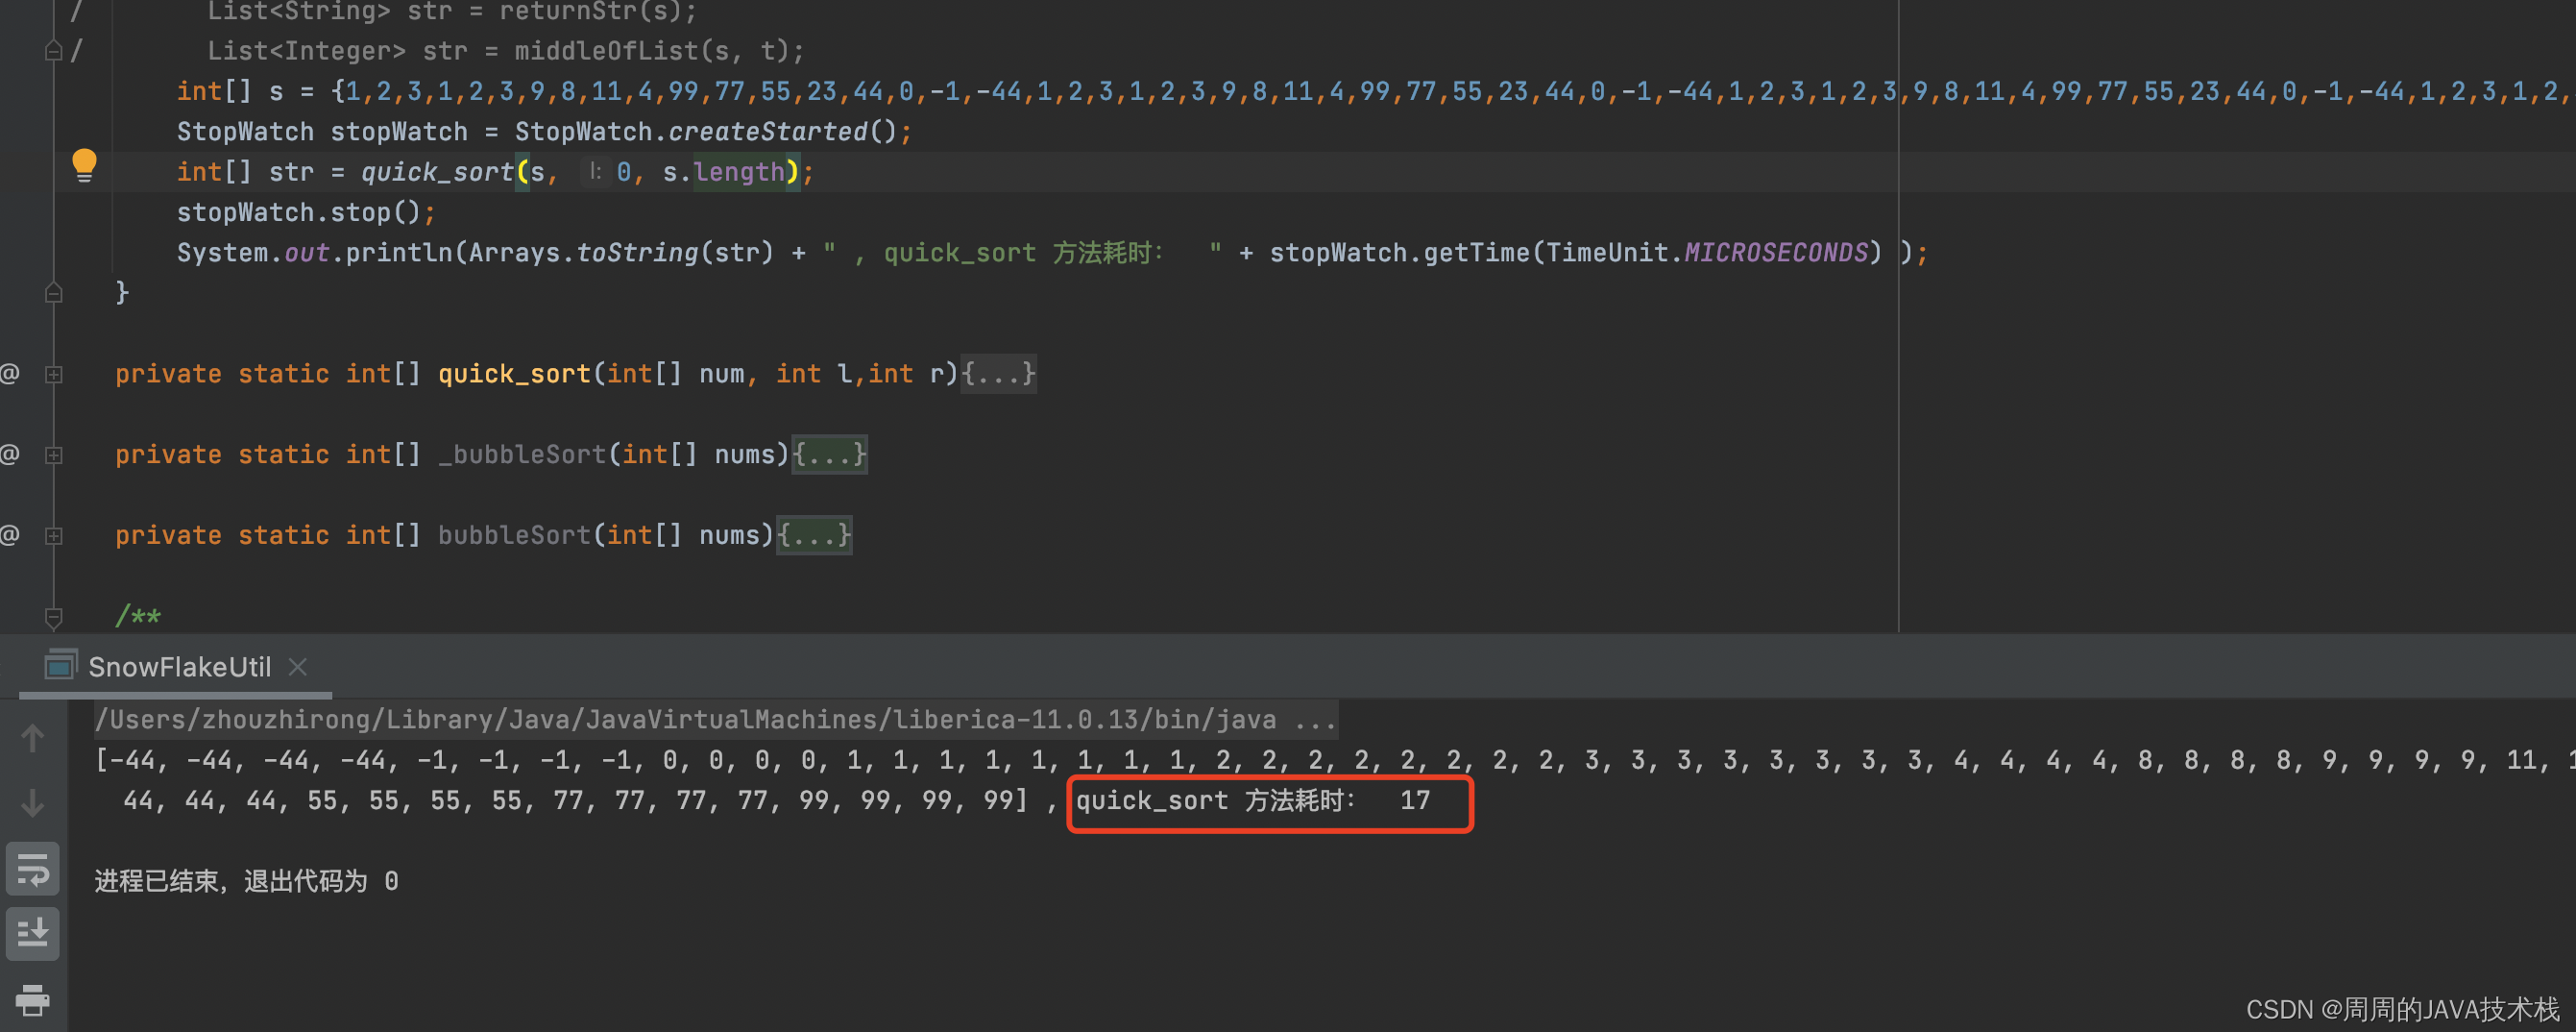 / List<String> str = returnStr(s);
/ List<Integer> str = middleOfList(s, t);
int[] s = {1,2,3,1,2,3,9,8,11,4,99,77,55,23,44,0,-1,-44,1,2,3,1,2,3,9,8,11,4,99,77,55,23,44,0,-1,-44,1,2,3,1,2,3,9,8,11,4,99,77,55,23,44,0,-1,-44,1,2,3,1,2,
StopWatch stopWatch = StopWatch.createStarted();
int[] str = quick_sort(s, l: 0, s.length);
stopWatch.stop();
System.out.println(Arrays.toString(str) + " , quick_sort 方法耗时: " + stopWatch.getTime(TimeUnit.MICROSECONDS) );
}
@ private static int[] quick_sort(int[] num, int l,int r){...}
@ private static int[] _bubbleSort(int[] nums){...}
@ private static int[] bubbleSort(int[] nums){...}
/**
SnowFlakeUtil
/Users/zhouzhirong/Library/Java/JavaVirtualMachines/liberica-11.0.13/bin/java ...
[-44, -44, -44, -44, -1, -1, -1, -1, 0, 0, 0, 0, 1, 1, 1, 1, 1, 1, 1, 1, 2, 2, 2, 2, 2, 2, 2, 2, 3, 3, 3, 3, 3, 3, 3, 3, 4, 4, 4, 4, 8, 8, 8, 8, 9, 9, 9, 9, 11,
44, 44, 44, 55, 55, 55, 55, 77, 77, 77, 77, 99, 99, 99, 99] , quick_sort 方法耗时: 17
进程已结束，退出代码为 0
CSDN @周周的JAVA技术栈